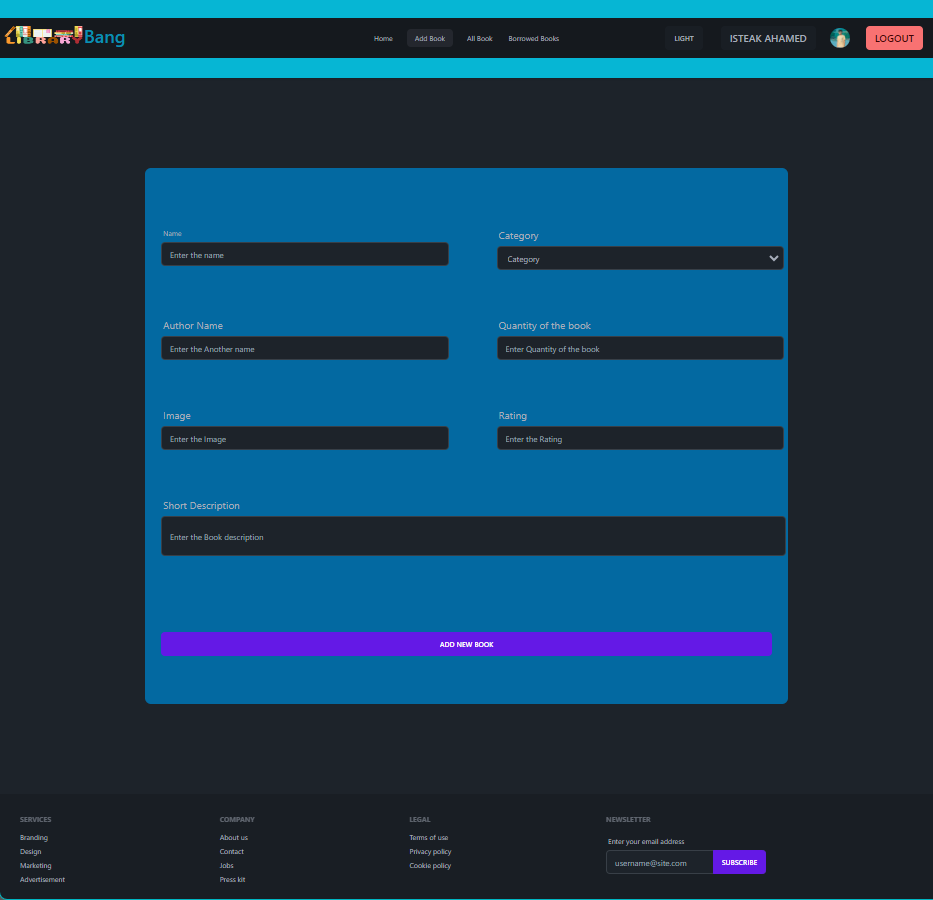 LIBRARY Bang
Home
Add Book
All Book
Borrowed Books
LIGHT
ISTEAK AHAMED
LOGOUT
Name
Enter the name
Category
Category
Author Name
Enter the Another name
Quantity of the book
Enter Quantity of the book
Image
Enter the Image
Rating
Enter the Rating
Short Description
Enter the Book description
ADD NEW BOOK
SERVICES
Branding
Design
Marketing
Advertisement
COMPANY
About us
Contact
Jobs
Press kit
LEGAL
Terms of use
Privacy policy
Cookie policy
NEWSLETTER
Enter your email address
username@site.com
SUBSCRIBE